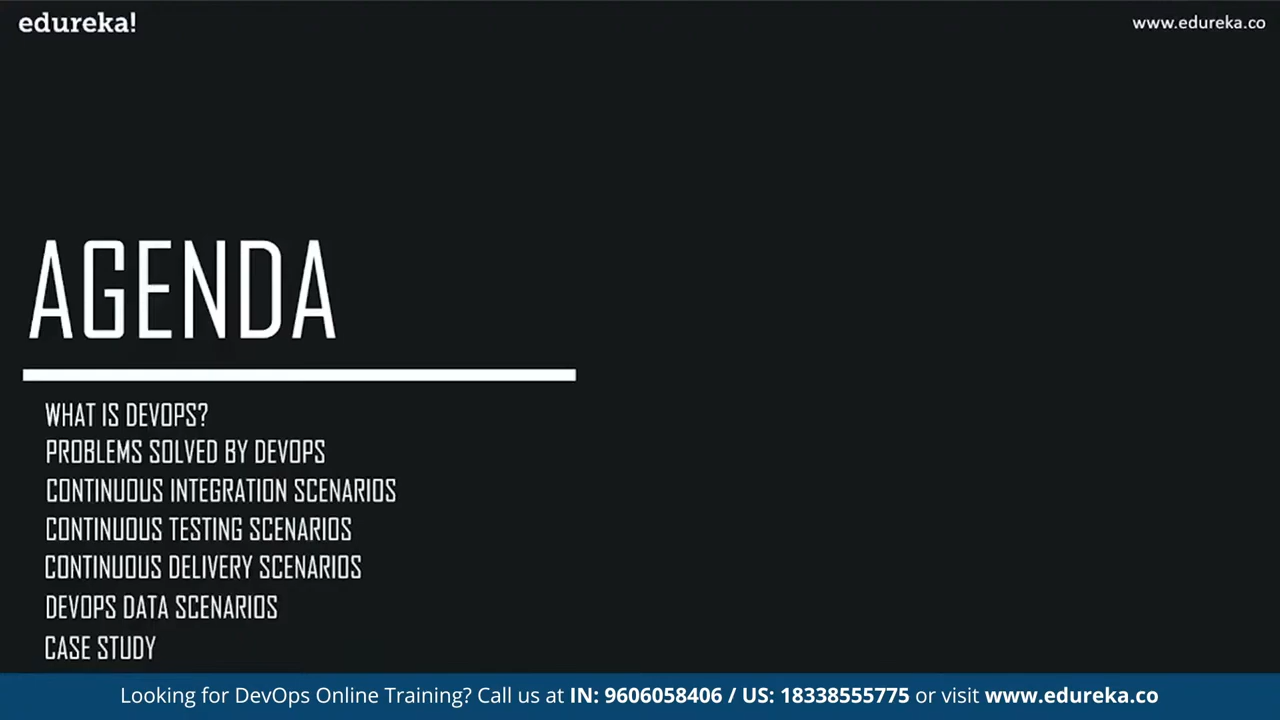 edureka!
www.edureka.co
AGENDA
WHAT IS DEVOPS?
PROBLEMS SOLVED BY DEVOPS
CONTINUOUS INTEGRATION SCENARIOS
CONTINUOUS TESTING SCENARIOS
CONTINUOUS DELIVERY SCENARIOS
DEVOPS DATA SCENARIOS
CASE STUDY
Looking for DevOps Online Training? Call us at IN: 9606058406 / US: 18338555775 or visit www.edureka.co